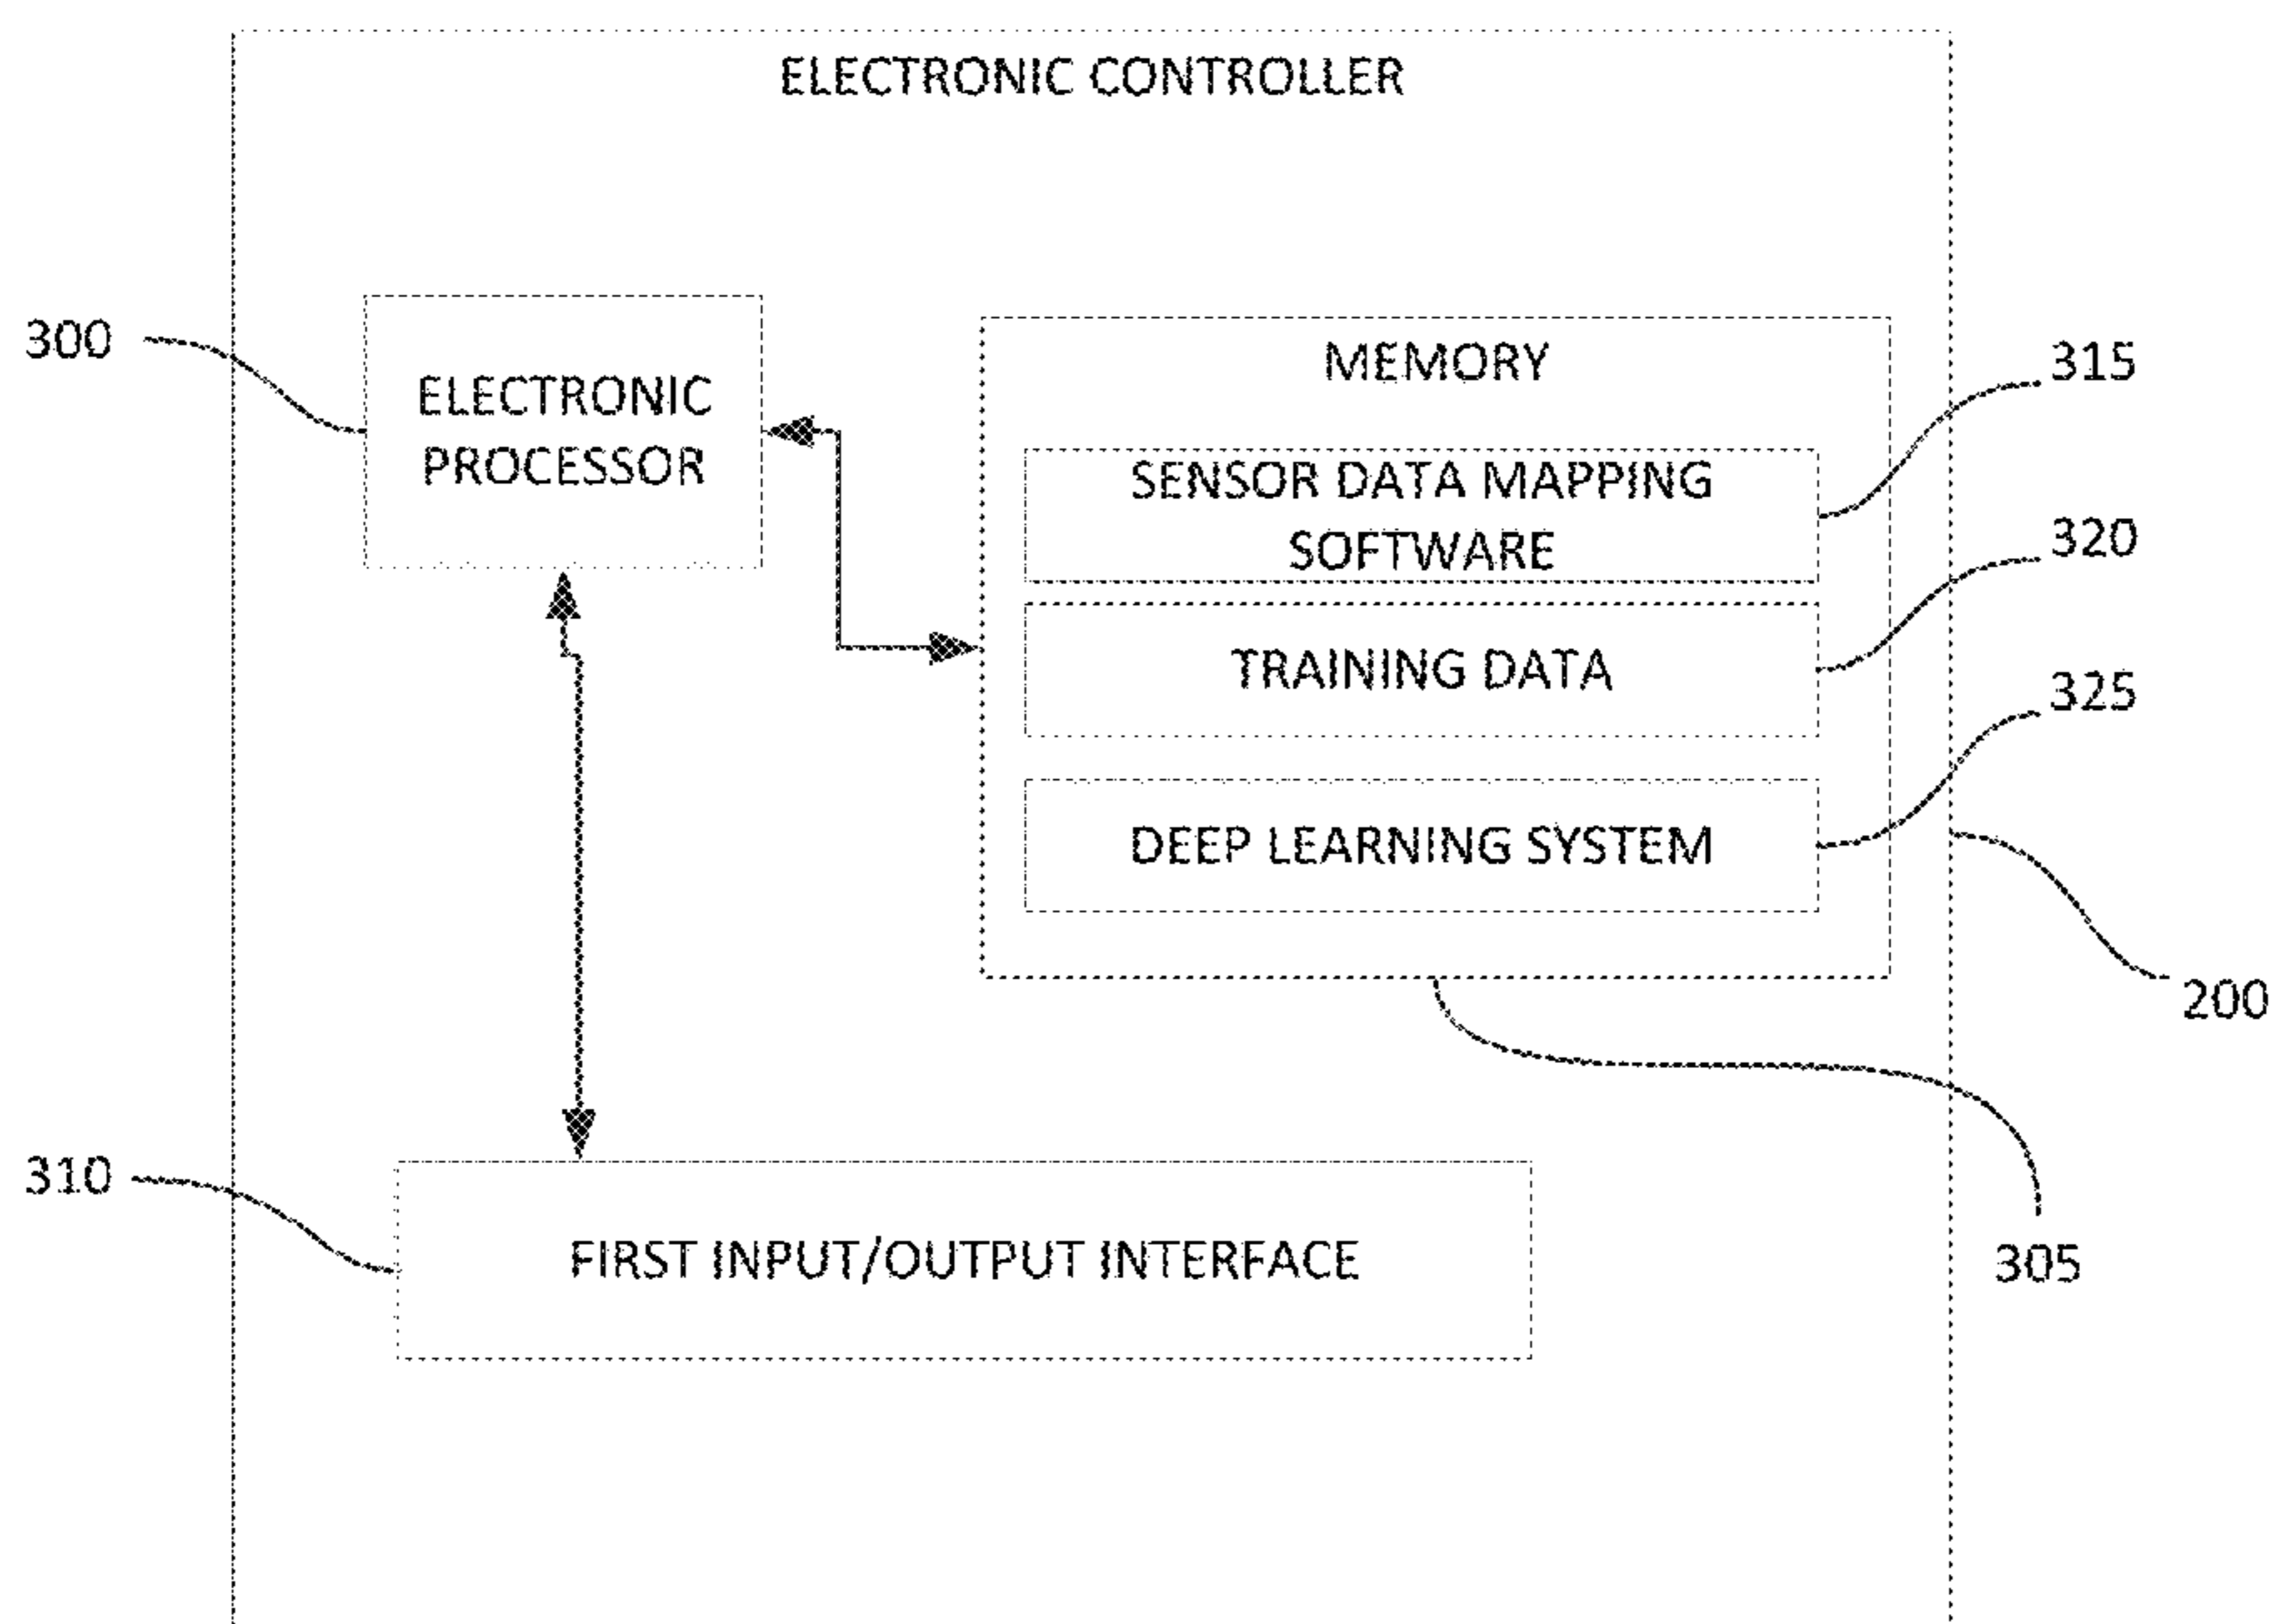 ELECTRONIC CONTROLLER
300
ELECTRONIC
PROCESSOR
MEMORY
315
SENSOR DATA MAPPING
SOFTWARE
320
TRAINING DATA
325
DEEP LEARNING SYSTEM
200
310
FIRST INPUT/OUTPUT INTERFACE
305